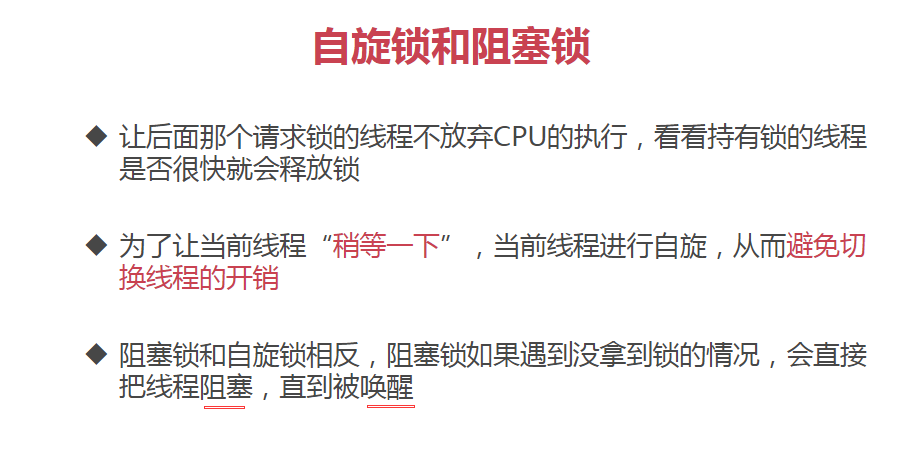 自旋锁和阻塞锁
◆ 让后面那个请求锁的线程不放弃CPU的执行，看看持有锁的线程
是否很快就会释放锁
◆ 为了让当前线程“稍等一下”，当前线程进行自旋，从而避免切
换线程的开销
◆ 阻塞锁和自旋锁相反，阻塞锁如果遇到没拿到锁的情况，会直接
把线程阻塞，直到被唤醒